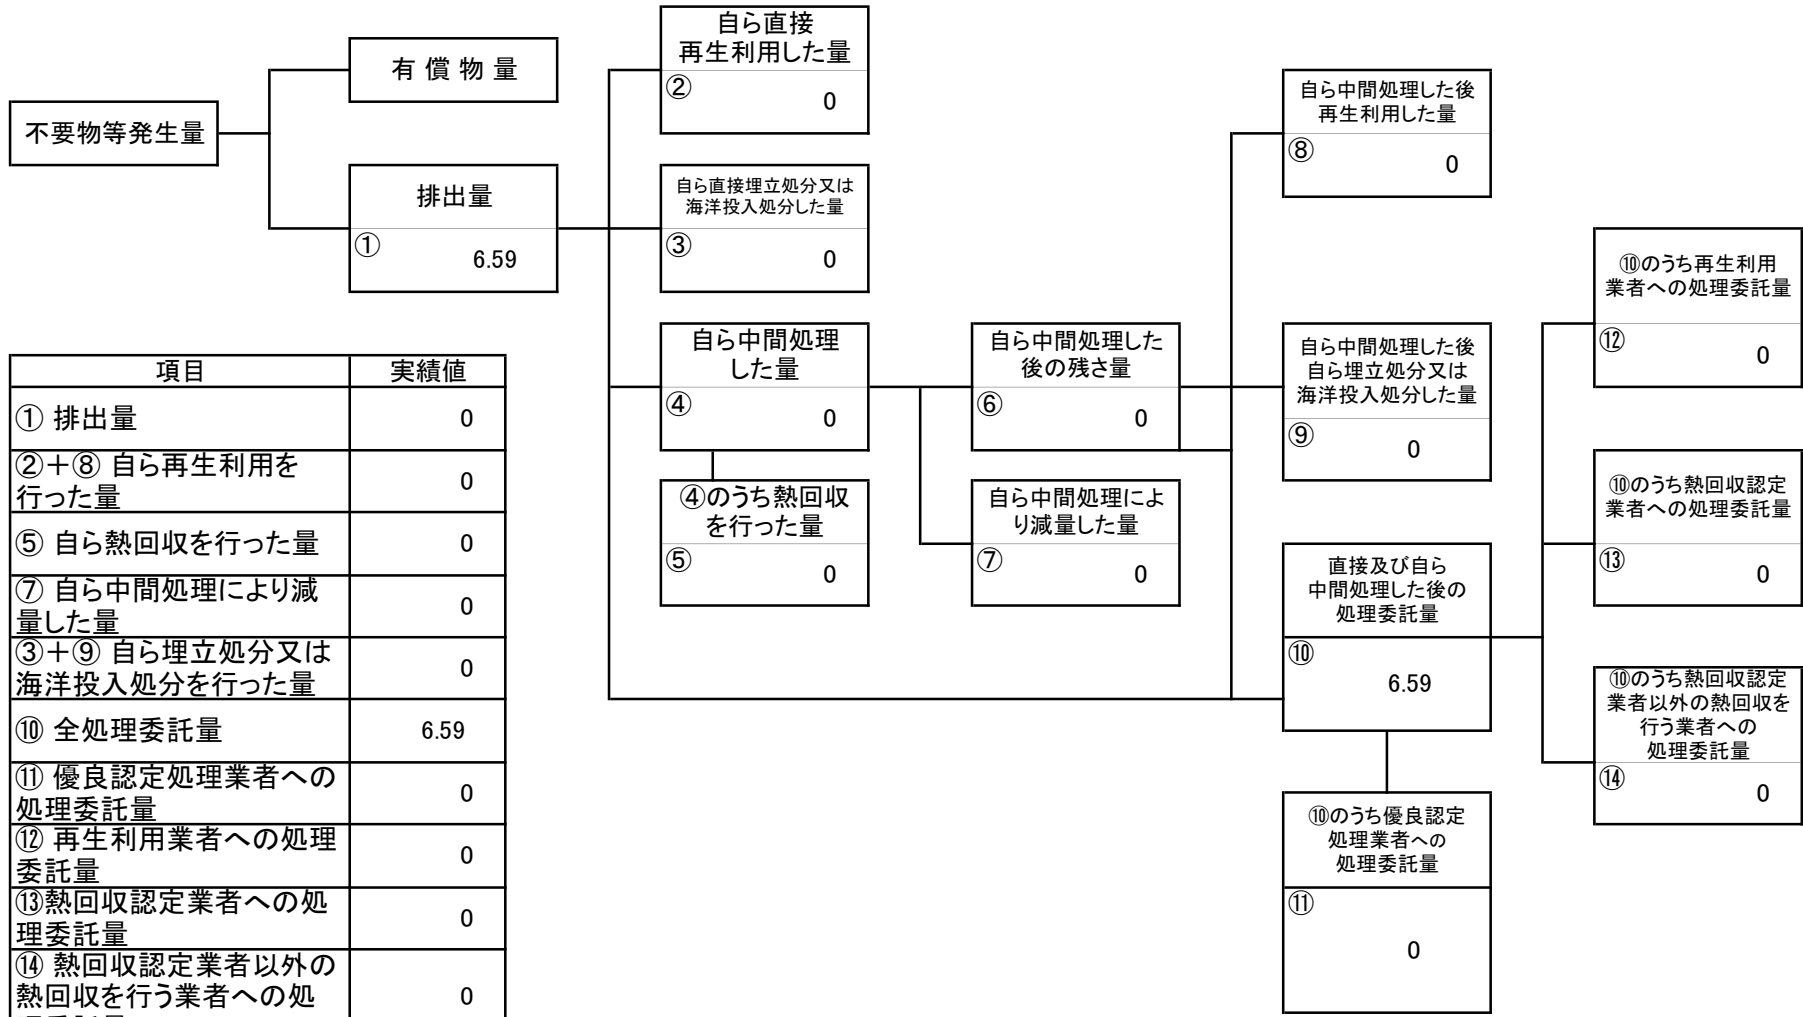 不要物等発生量
有 償 物 量
排出量
①
6.59
自ら直接
再生利用した量
②
0
自ら直接埋立処分又は
海洋投入処分した量
③
0
自ら中間処理
した量
④
0
④のうち熱回収
を行った量
⑤
0
自ら中間処理した
後の残さ量
⑥
0
自ら中間処理によ
り減量した量
⑦
0
自ら中間処理した後
再生利用した量
⑧
0
自ら中間処理した後
自ら埋立処分又は
海洋投入処分した量
⑨
0
直接及び自ら
中間処理した後の
処理委託量
⑩
6.59
⑩のうち優良認定
処理業者への
処理委託量
⑪
0
⑩のうち再生利用
業者への処理委託量
⑫
0
⑩のうち熱回収認定
業者への処理委託量
⑬
0
⑩のうち熱回収認定
業者以外の熱回収を
行う業者への
処理委託量
⑭
0
項目 実績値
① 排出量 0
②＋⑧ 自ら再生利用を
行った量 0
⑤ 自ら熱回収を行った量 0
⑦ 自ら中間処理により減
量した量 0
③＋⑨ 自ら埋立処分又は
海洋投入処分を行った量 0
⑩ 全処理委託量 6.59
⑪ 優良認定処理業者への
処理委託量 0
⑫ 再生利用業者への処理
委託量 0
⑬熱回収認定業者への処
理委託量 0
⑭ 熱回収認定業者以外の
熱回収を行う業者への処 0